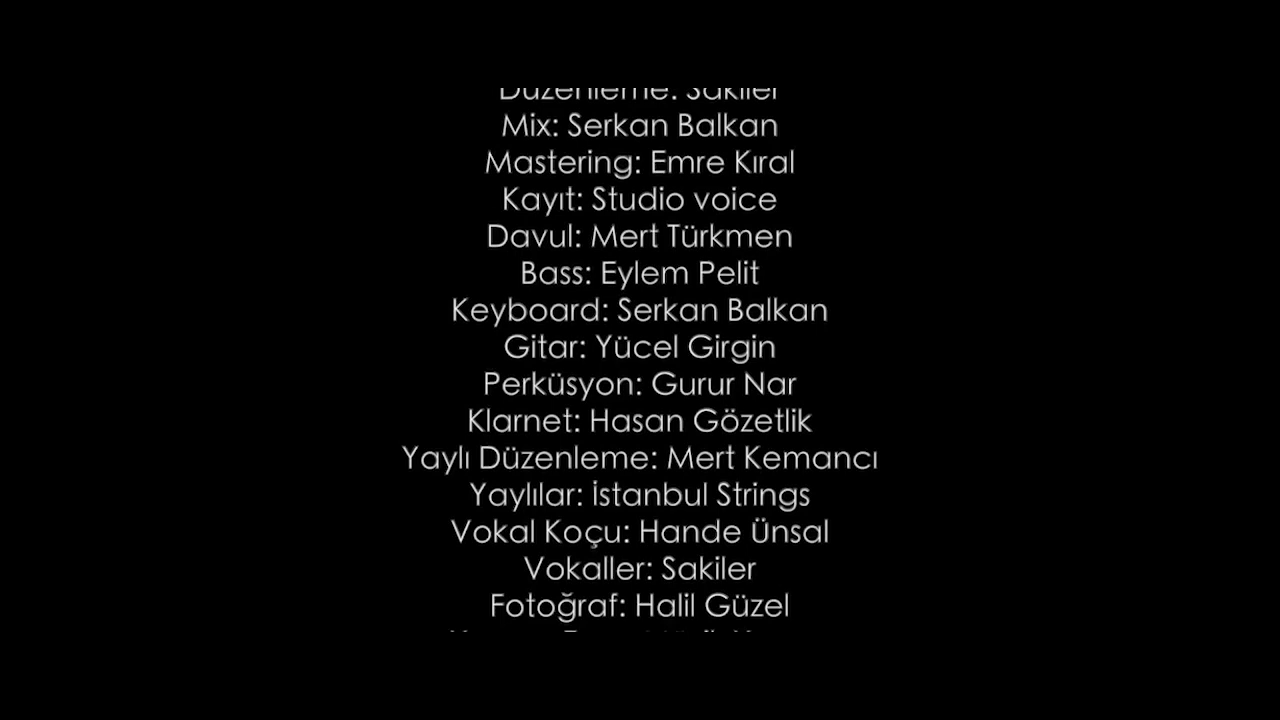 Düzenleme: Sakiler
Mix: Serkan Balkan
Mastering: Emre Kıral
Kayıt: Studio voice
Davul: Mert Türkmen
Bass: Eylem Pelit
Keyboard: Serkan Balkan
Gitar: Yücel Girgin
Perküsyon: Gurur Nar
Klarnet: Hasan Gözetlik
Yaylı Düzenleme: Mert Kemancı
Yaylılar: İstanbul Strings
Vokal Koçu: Hande Ünsal
Vokaller: Sakiler
Fotoğraf: Halil Güzel